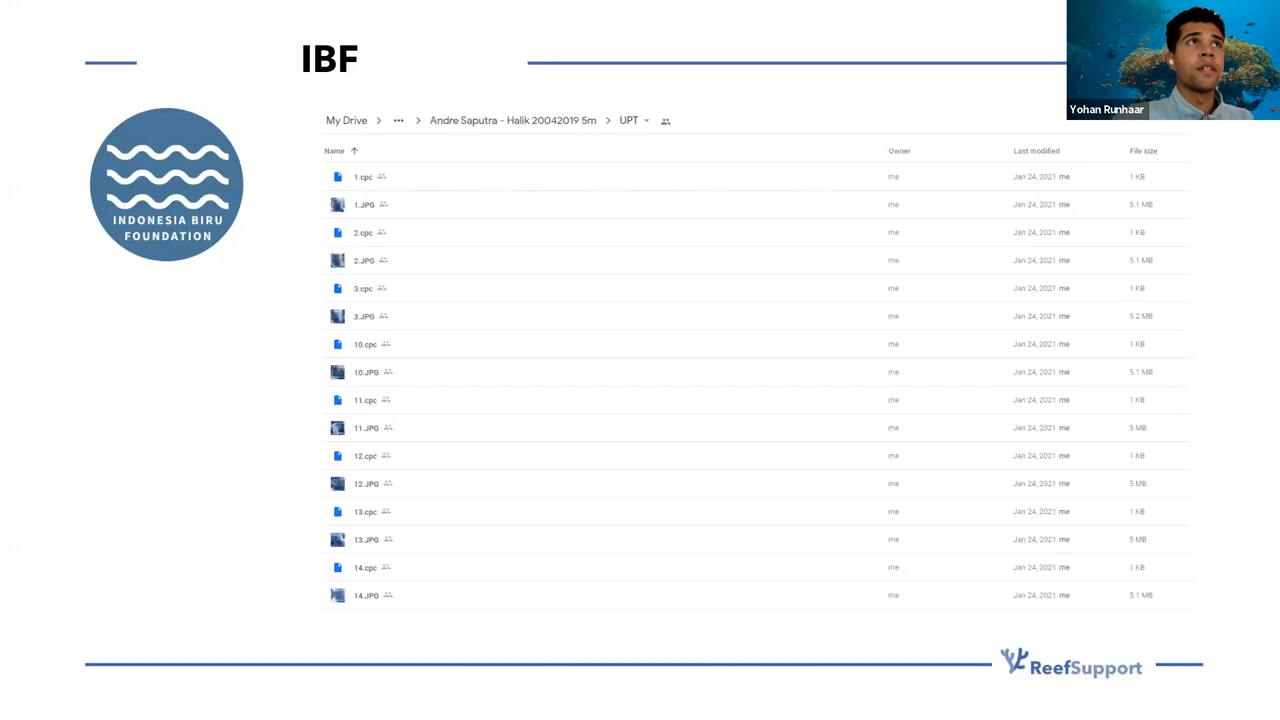 IBF
Yohan Runhaar
INDONESIA BIRU
FOUNDATION
My Drive > ... > Andre Saputra - Halik 20042019 5m > UPT
Name Owner Last modified File size
1.cpc me Jan 24, 2021 me 1 KB
1.JPG me Jan 24, 2021 me 5.1 MB
2.cpc me Jan 24, 2021 me 1 KB
2.JPG me Jan 24, 2021 me 5.1 MB
3.cpc me Jan 24, 2021 me 1 KB
3.JPG me Jan 24, 2021 me 5.2 MB
10.cpc me Jan 24, 2021 me 1 KB
10.JPG me Jan 24, 2021 me 5.1 MB
11.cpc me Jan 24, 2021 me 1 KB
11.JPG me Jan 24, 2021 me 5 MB
12.cpc me Jan 24, 2021 me 1 KB
12.JPG me Jan 24, 2021 me 5 MB
13.cpc me Jan 24, 2021 me 1 KB
13.JPG me Jan 24, 2021 me 5 MB
14.cpc me Jan 24, 2021 me 1 KB
14.JPG me Jan 24, 2021 me 5.1 MB
ReefSupport